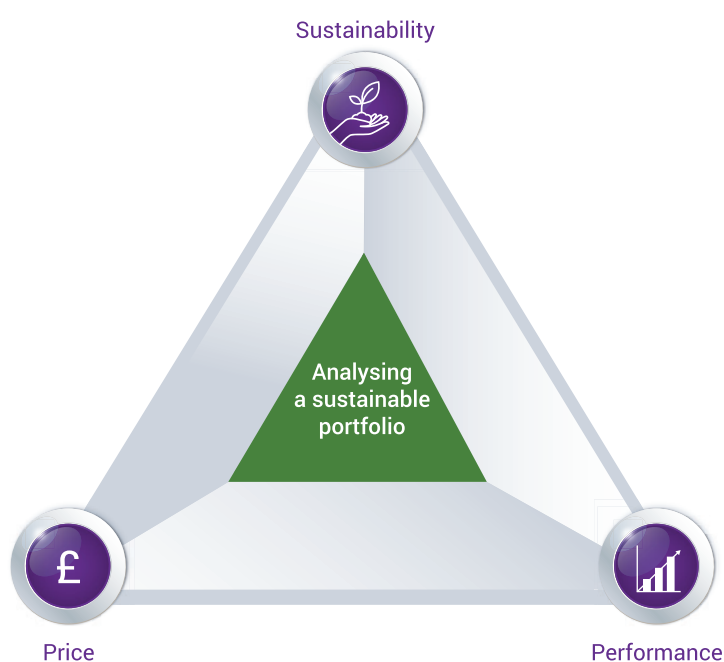 Sustainability
Analysing
a sustainable
portfolio
£
Price
Performance